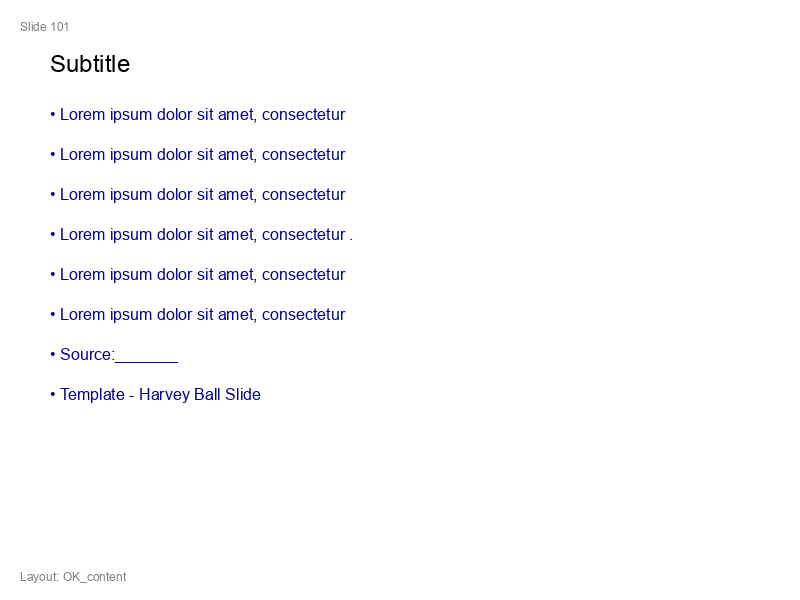 Slide 101
Subtitle
• Lorem ipsum dolor sit amet, consectetur
• Lorem ipsum dolor sit amet, consectetur
• Lorem ipsum dolor sit amet, consectetur
• Lorem ipsum dolor sit amet, consectetur .
• Lorem ipsum dolor sit amet, consectetur
• Lorem ipsum dolor sit amet, consectetur
• Source:_______
• Template - Harvey Ball Slide
Layout: OK_content